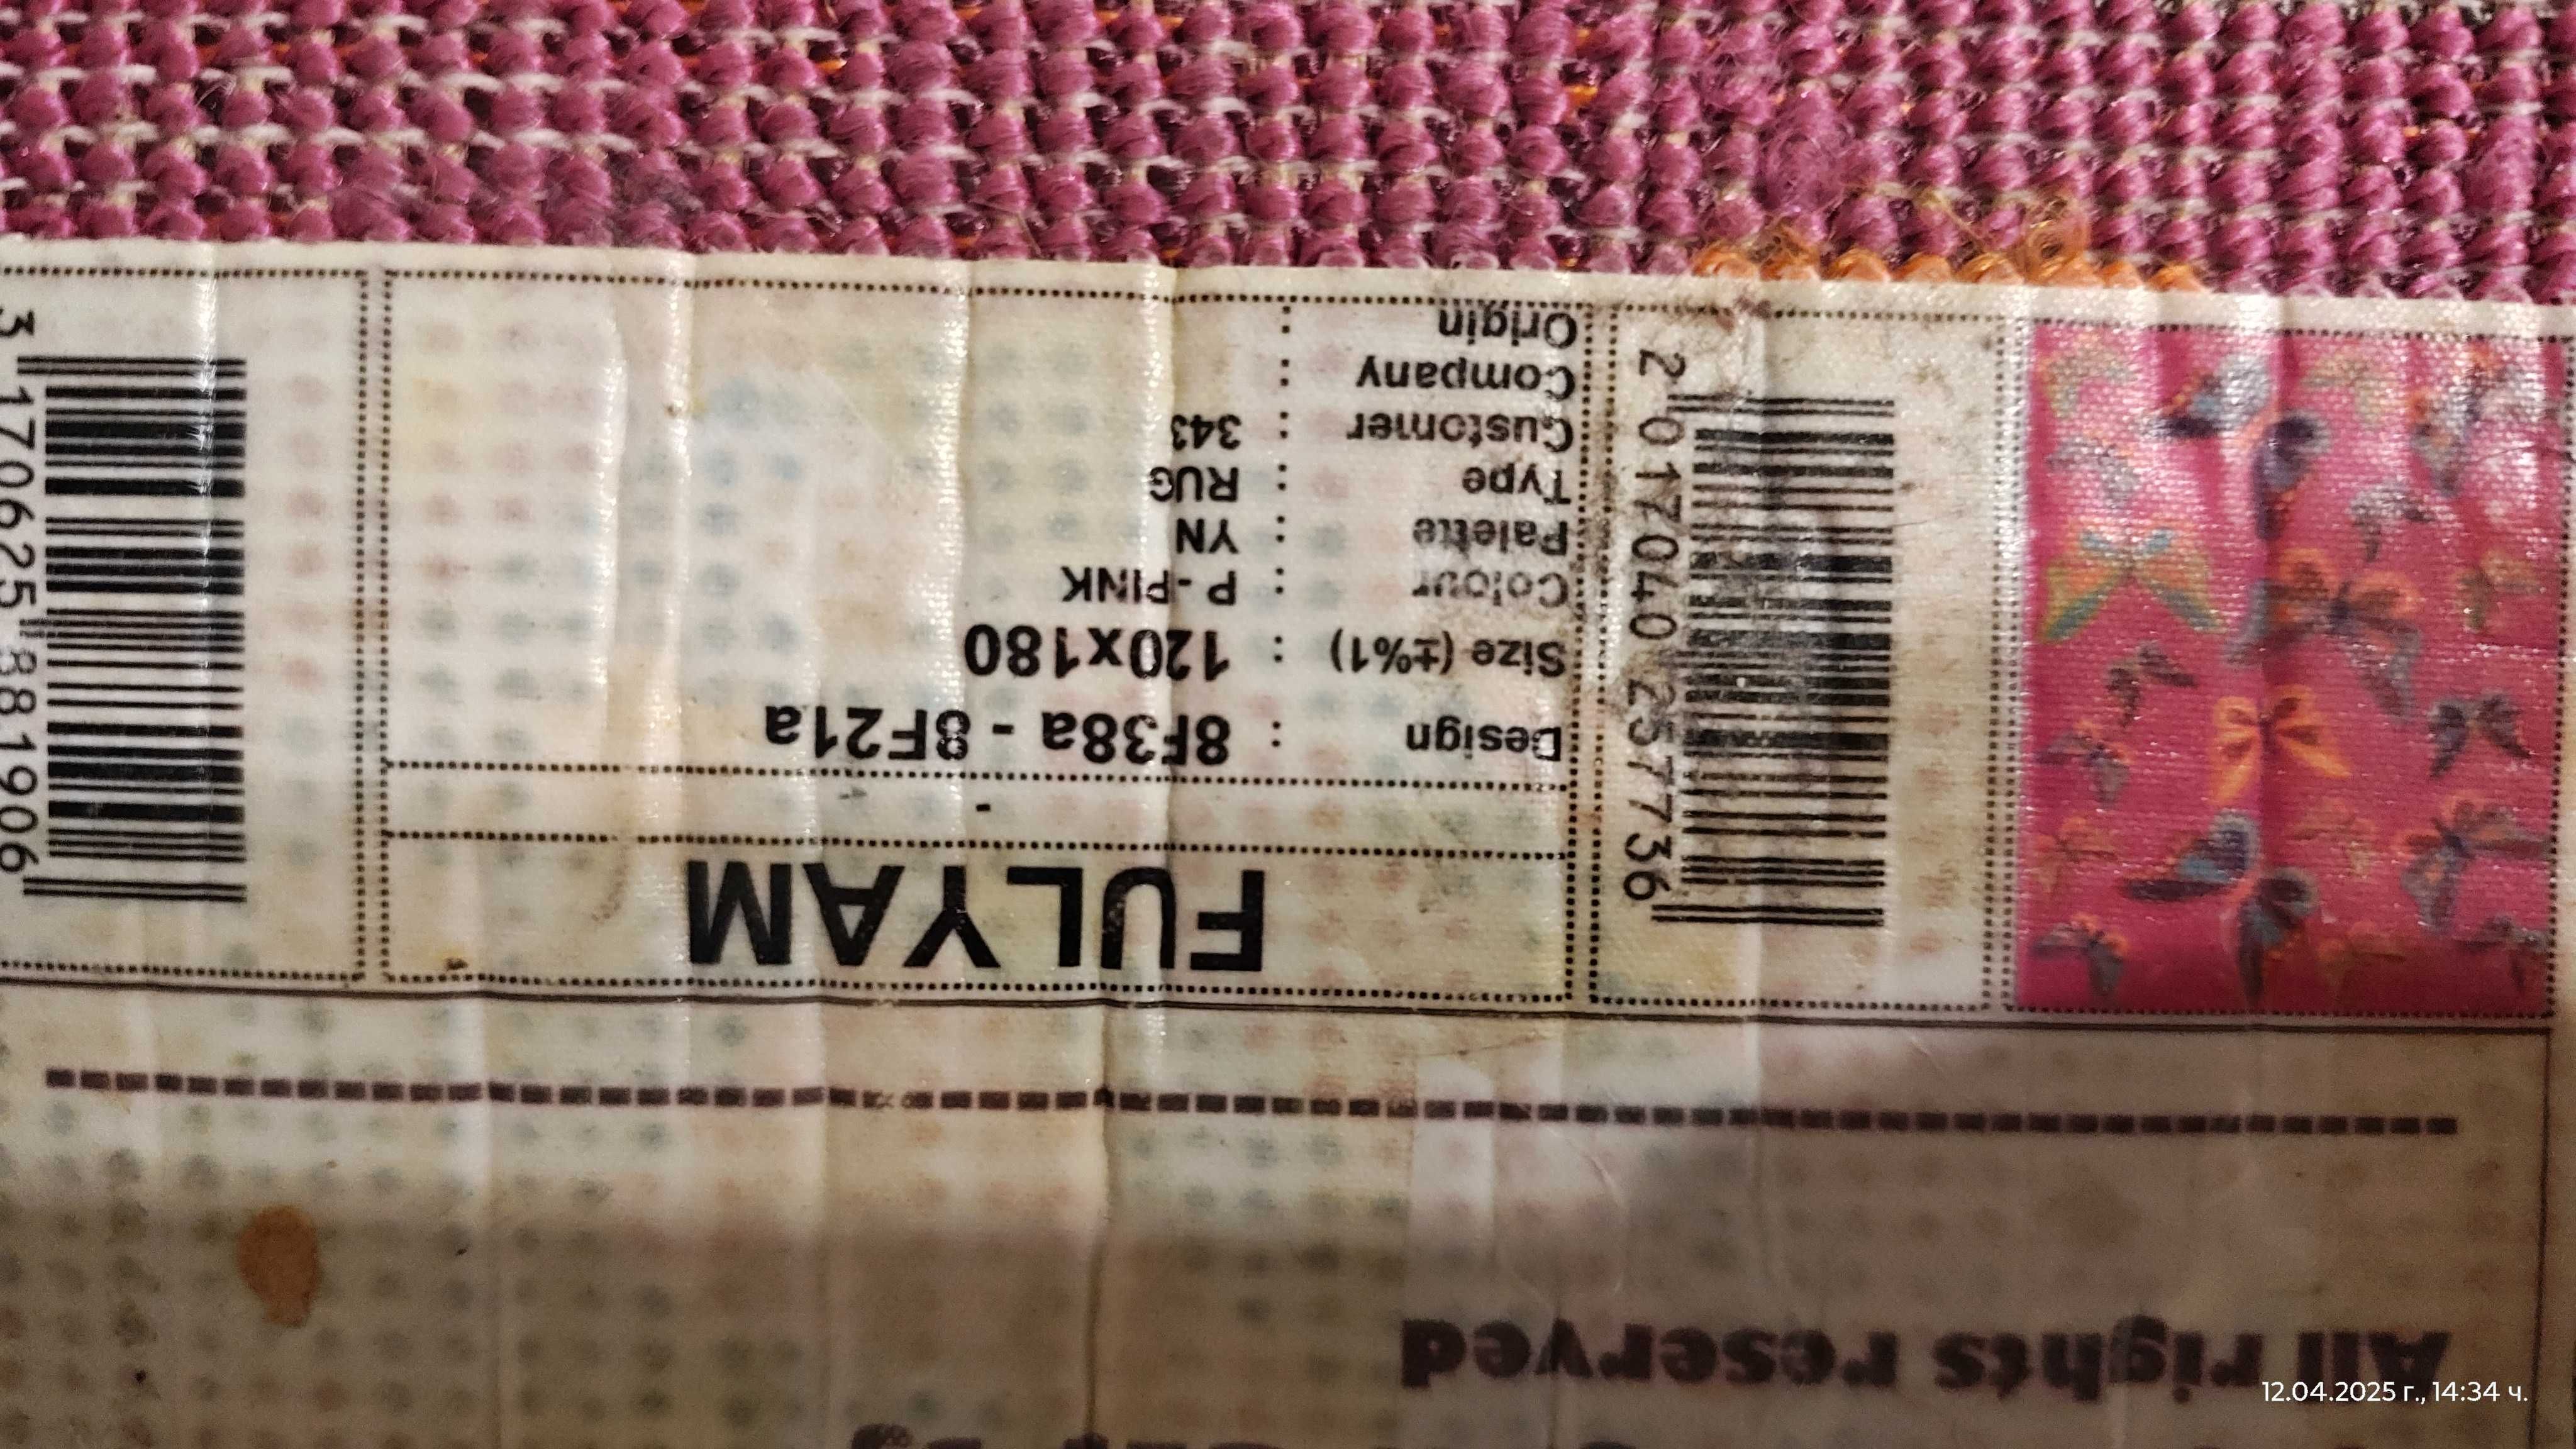 All rights reserved
FULYAM
-
Design : 8F38a - 8F21a
Size (±%1) : 120x180
Colour : P - PINK
Palette : YN
Type : RUG
Customer : 343
Company :
Origin :
2 017040 257736
3 170625 881906
12.04.2025 г., 14:34 ч.